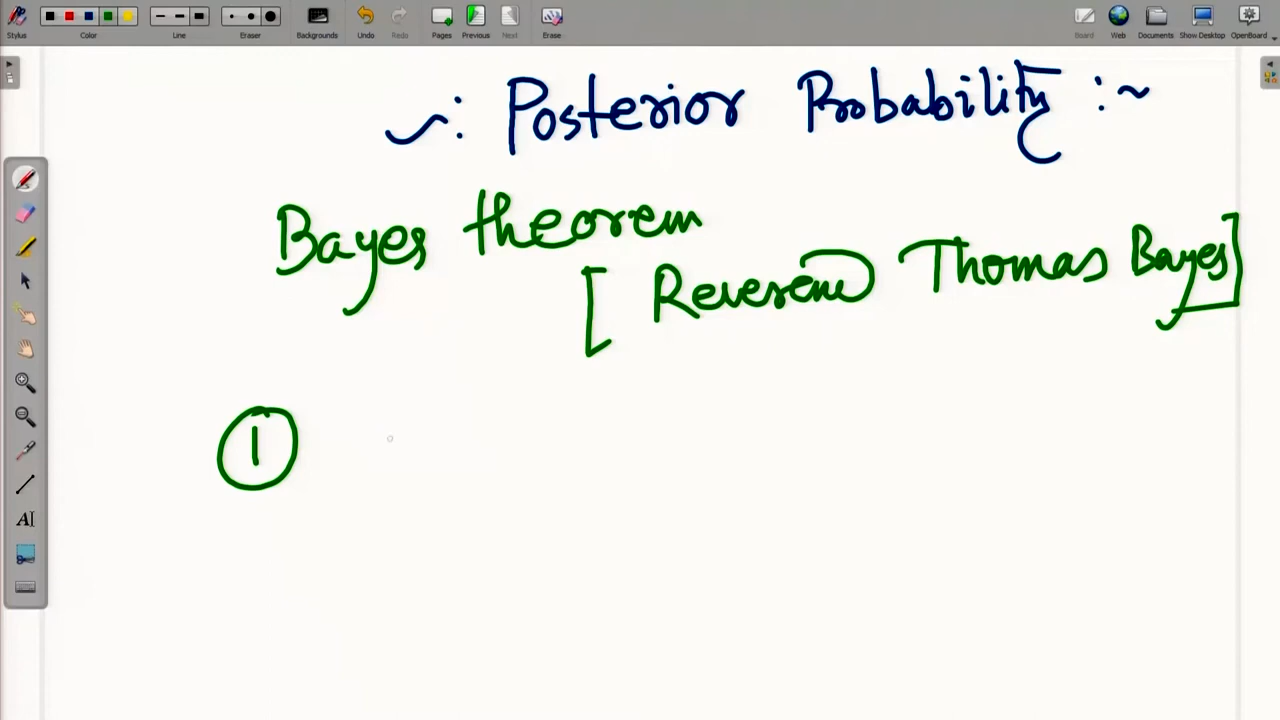 Stylus Color Line Eraser Backgrounds Undo Redo Pages Previous Next Erase Board Web Documents Show Desktop OpenBoard
~: Posterior Probability :~
Bayes theorem
[Reverend Thomas Bayes]
1